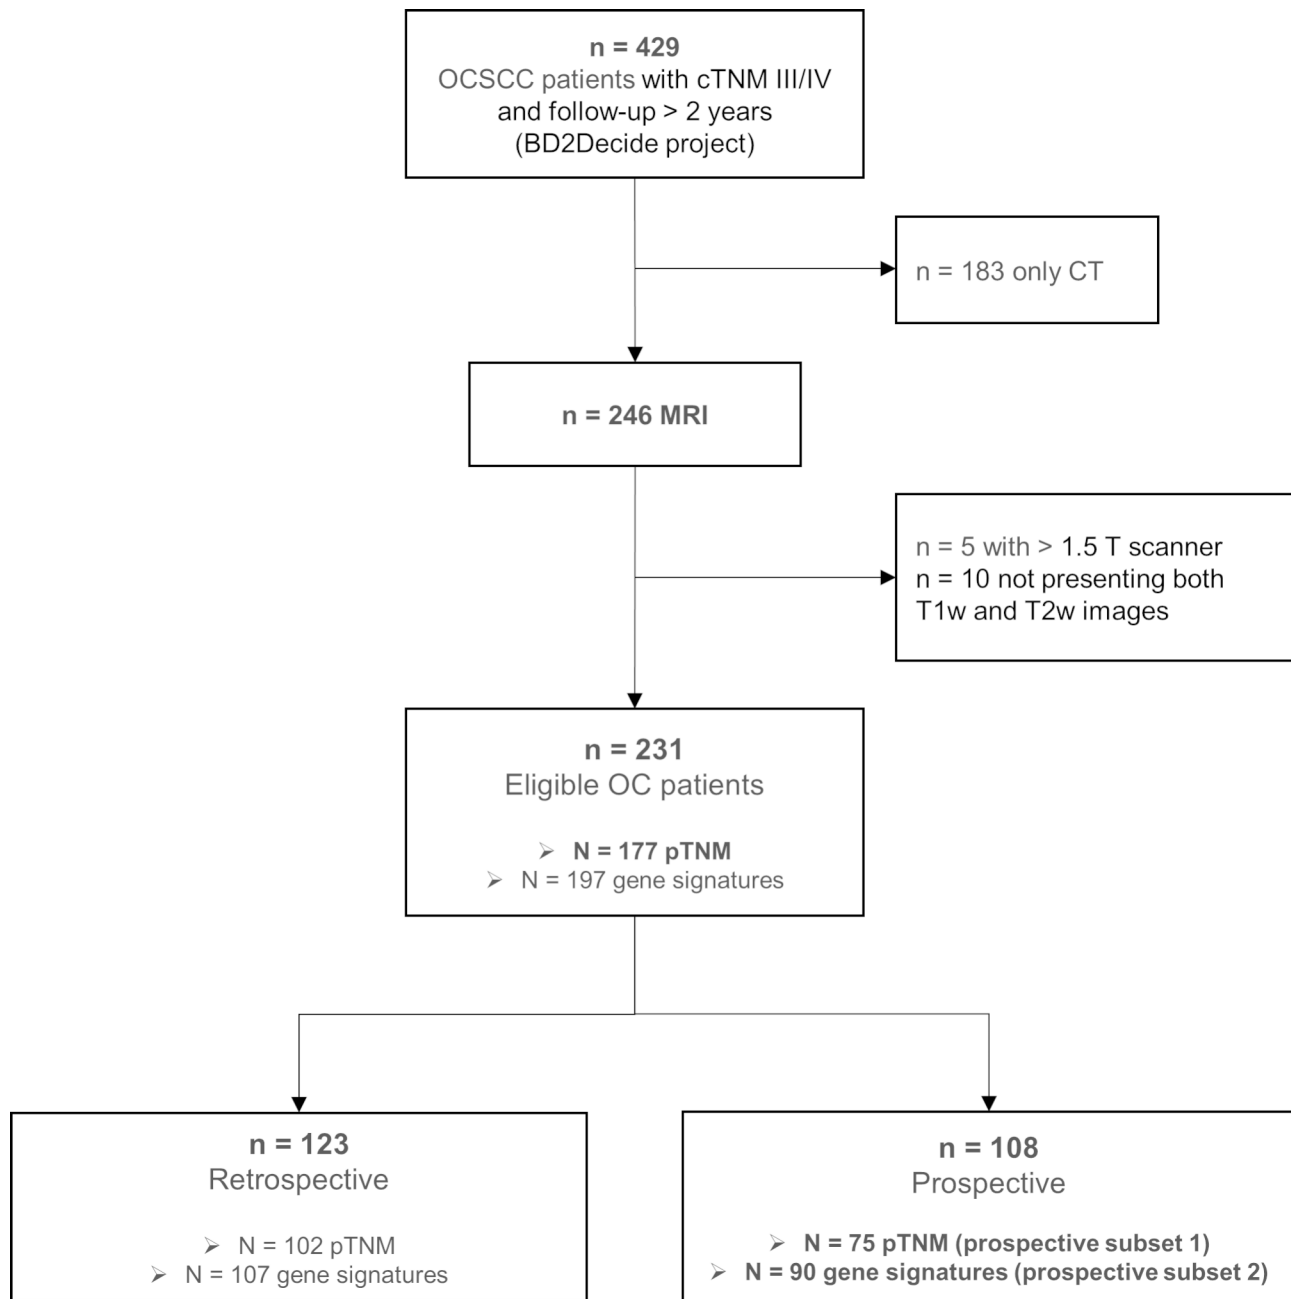 n = 429
OCSCC patients with cTNM III/IV
and follow-up > 2 years
(BD2Decide project)
n = 183 only CT
n = 246 MRI
n = 5 with > 1.5 T scanner
n = 10 not presenting both
T1w and T2w images
n = 231
Eligible OC patients
➢ N = 177 pTNM
➢ N = 197 gene signatures
n = 123
Retrospective
➢ N = 102 pTNM
➢ N = 107 gene signatures
n = 108
Prospective
➢ N = 75 pTNM (prospective subset 1)
➢ N = 90 gene signatures (prospective subset 2)